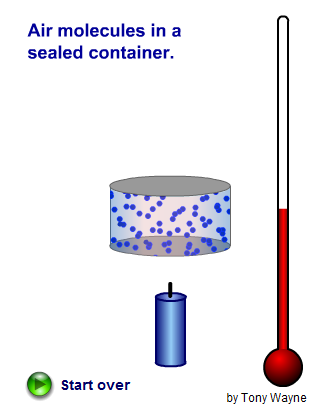 Air molecules in a
sealed container.
Start over
by Tony Wayne